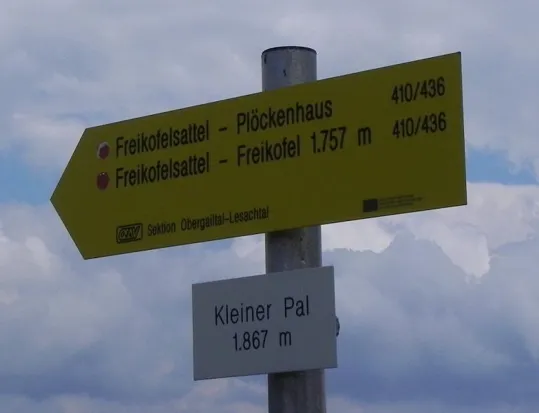 Freikofelsattel – Plöckenhaus 410/436
Freikofelsattel – Freikofel 1.757 m 410/436
Sektion Obergailtal-Lesachtal
Kleiner Pal
1.867 m